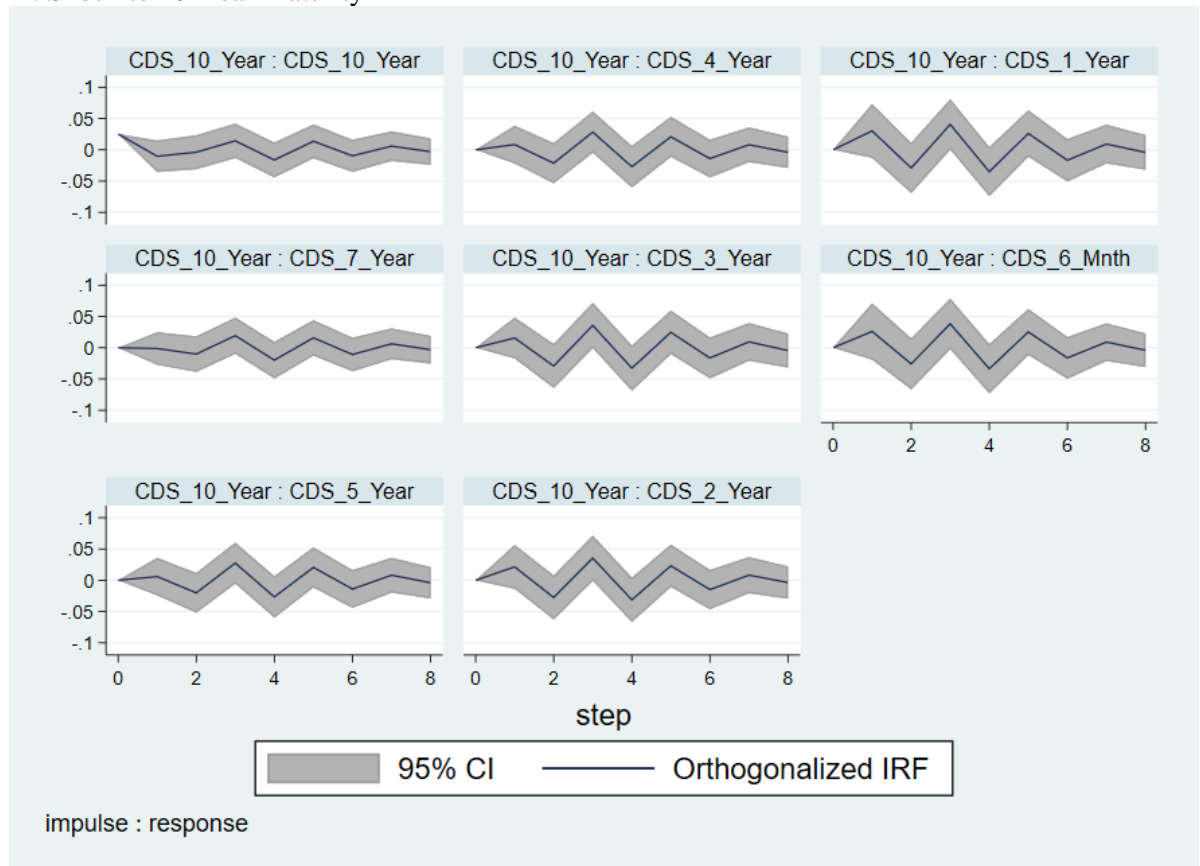 CDS_10_Year : CDS_10_Year CDS_10_Year : CDS_4_Year CDS_10_Year : CDS_1_Year
.1
.05
0
-.05
-.1
CDS_10_Year : CDS_7_Year CDS_10_Year : CDS_3_Year CDS_10_Year : CDS_6_Mnth
.1
.05
0
-.05
-.1
0 2 4 6 8
CDS_10_Year : CDS_5_Year CDS_10_Year : CDS_2_Year
.1
.05
0
-.05
-.1
0 2 4 6 8 0 2 4 6 8
step
95% CI Orthogonalized IRF
impulse : response